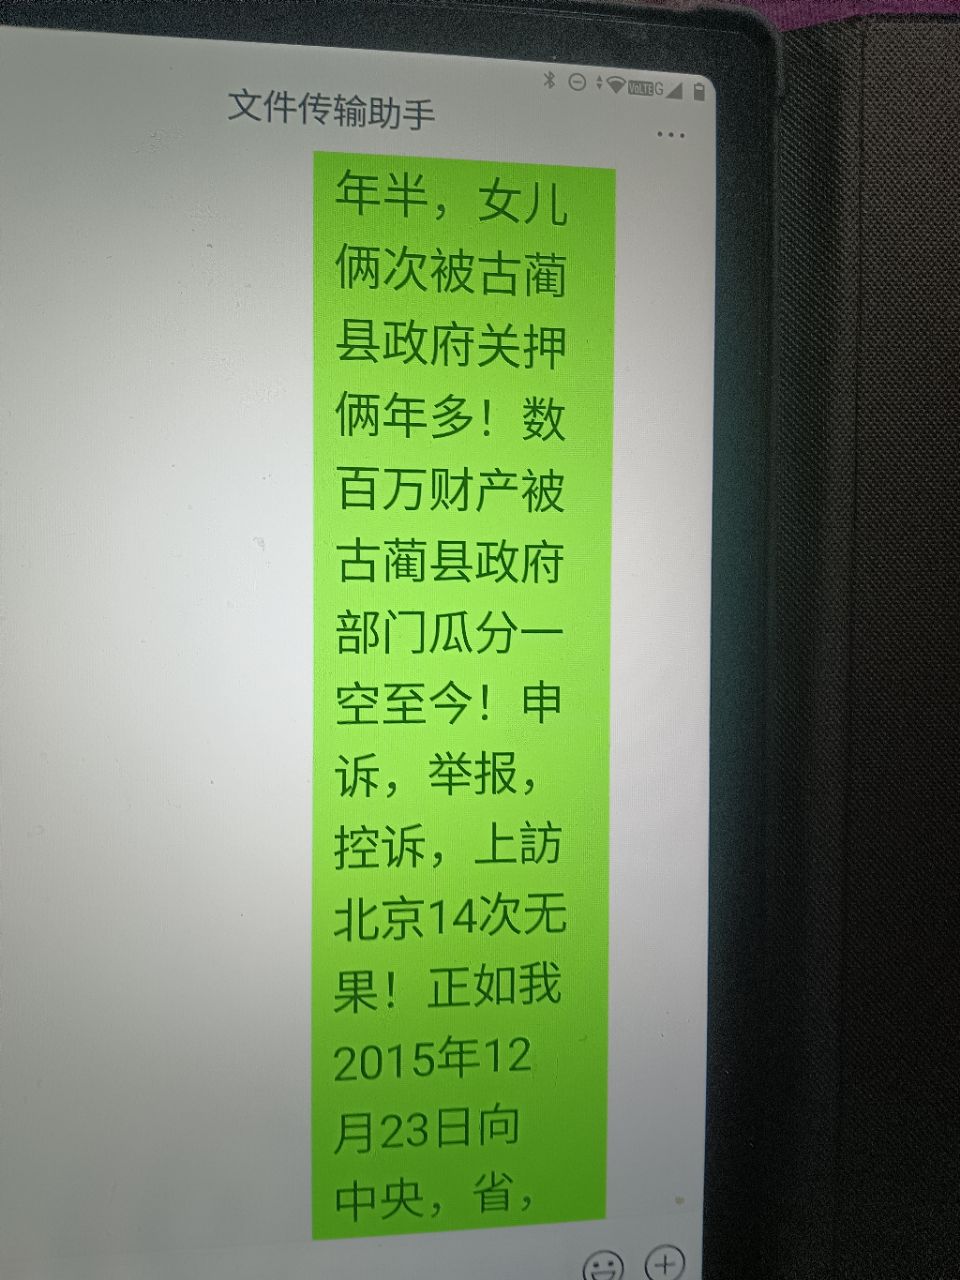 文件传输助手
年半，女儿
俩次被古蔺
县政府关押
俩年多！数
百万财产被
古蔺县政府
部门瓜分一
空至今！申
诉，举报，
控诉，上訪
北京14次无
果！正如我
2015年12
月23日向
中央，省，